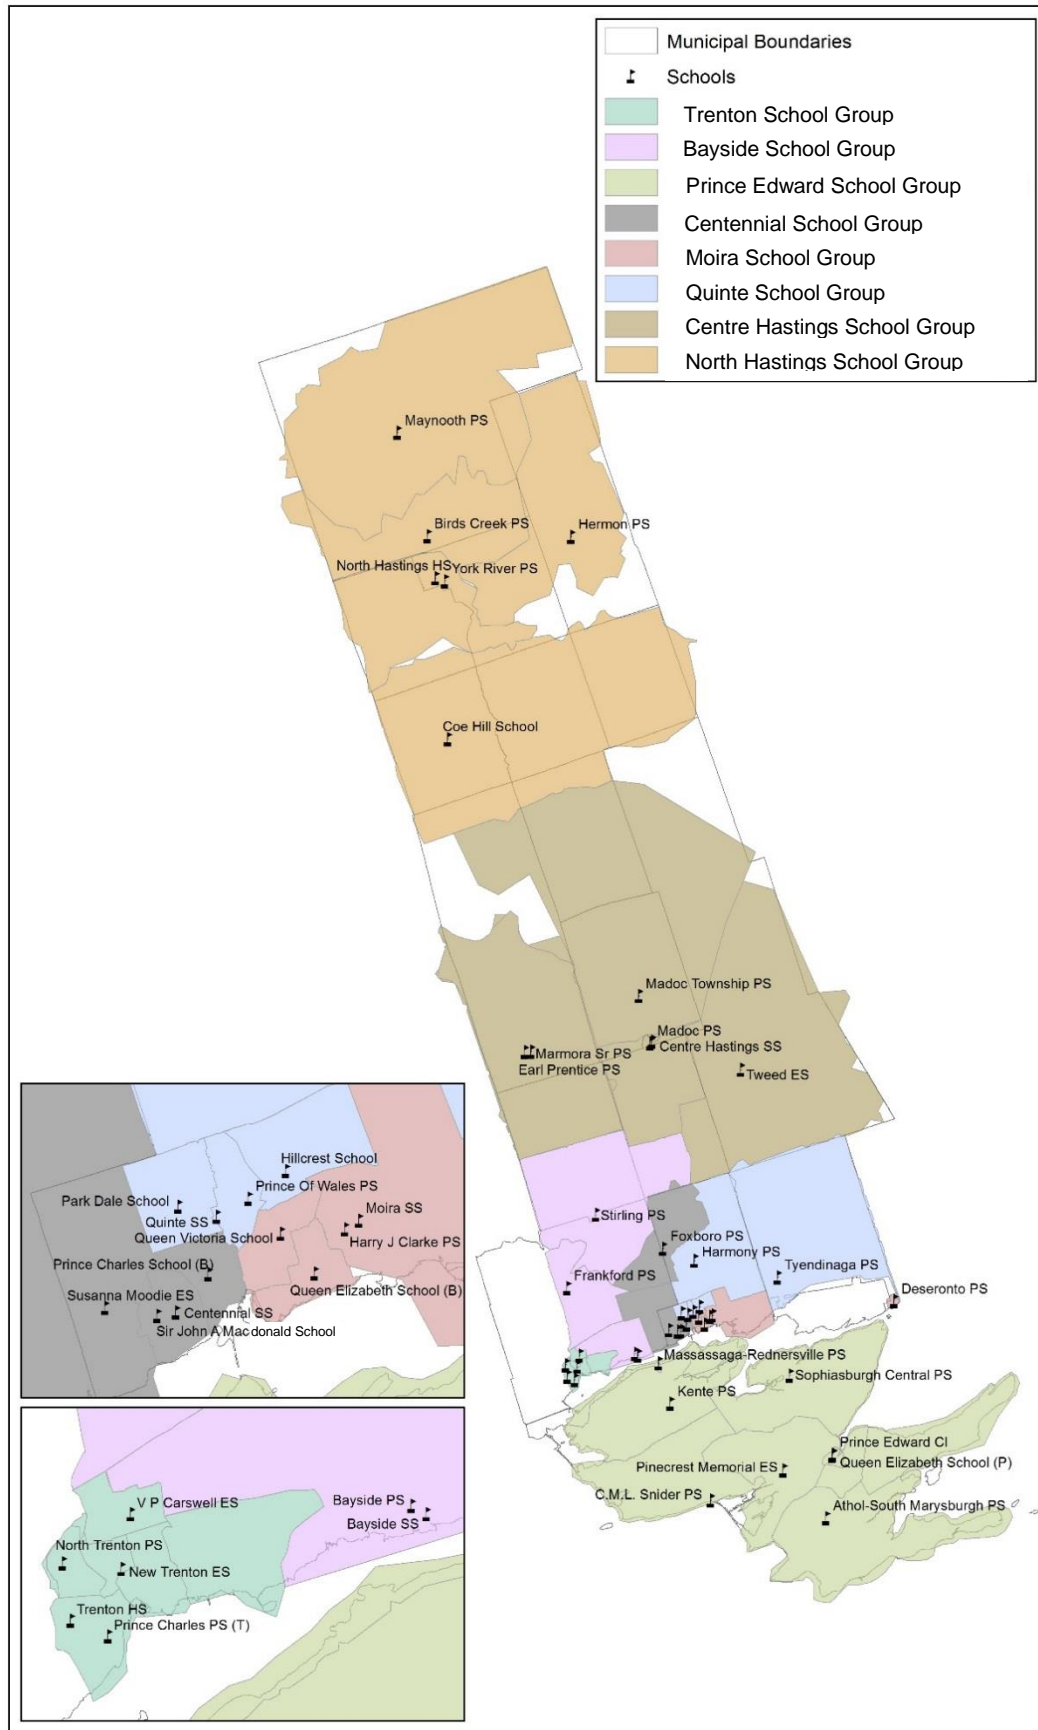 Municipal Boundaries
Schools
Trenton School Group
Bayside School Group
Prince Edward School Group
Centennial School Group
Moira School Group
Quinte School Group
Centre Hastings School Group
North Hastings School Group
Maynooth PS
Birds Creek PS
Hermon PS
North Hastings HS
York River PS
Coe Hill School
Madoc Township PS
Madoc PS
Marmora Sr PS
Centre Hastings SS
Earl Prentice PS
Tweed ES
Stirling PS
Foxboro PS
Harmony PS
Frankford PS
Tyendinaga PS
Deseronto PS
Massassaga-Rednersville PS
Sophiasburgh Central PS
Kente PS
Prince Edward CI
Pinecrest Memorial ES
Queen Elizabeth School (P)
C.M.L. Snider PS
Athol-South Marysburgh PS
Hillcrest School
Prince Of Wales PS
Park Dale School
Quinte SS
Moira SS
Queen Victoria School
Harry J Clarke PS
Prince Charles School (B)
Queen Elizabeth School (B)
Susanna Moodie ES
Centennial SS
Sir John A Macdonald School
V P Carswell ES
Bayside PS
Bayside SS
North Trenton PS
New Trenton ES
Trenton HS
Prince Charles PS (T)